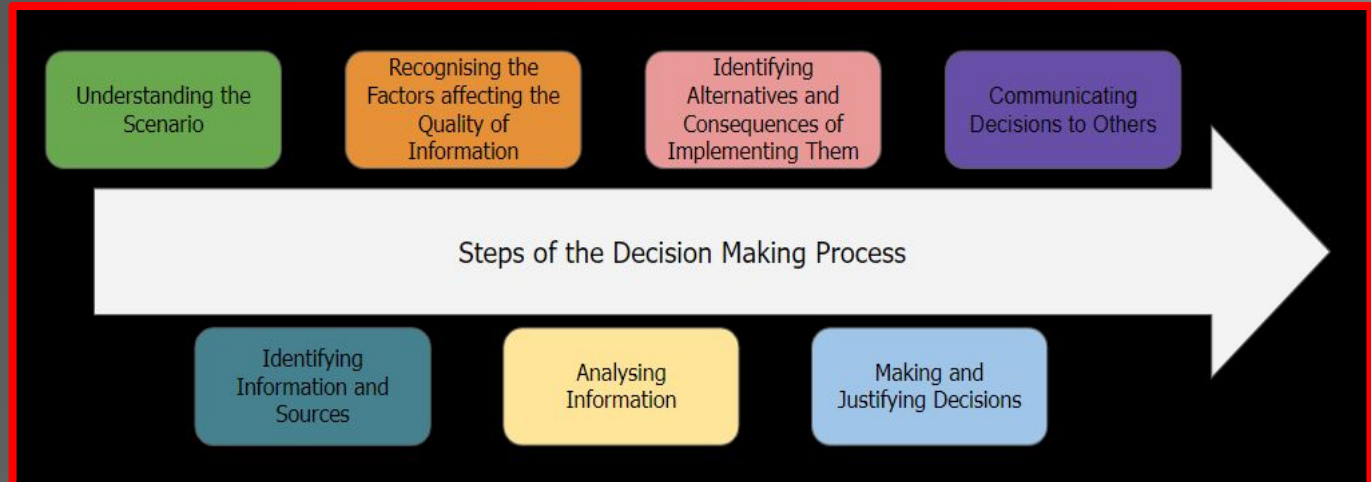 Understanding the
Scenario
Recognising the
Factors affecting the
Quality of
Information
Identifying
Alternatives and
Consequences of
Implementing Them
Communicating
Decisions to Others
Steps of the Decision Making Process
Identifying
Information and
Sources
Analysing
Information
Making and
Justifying Decisions